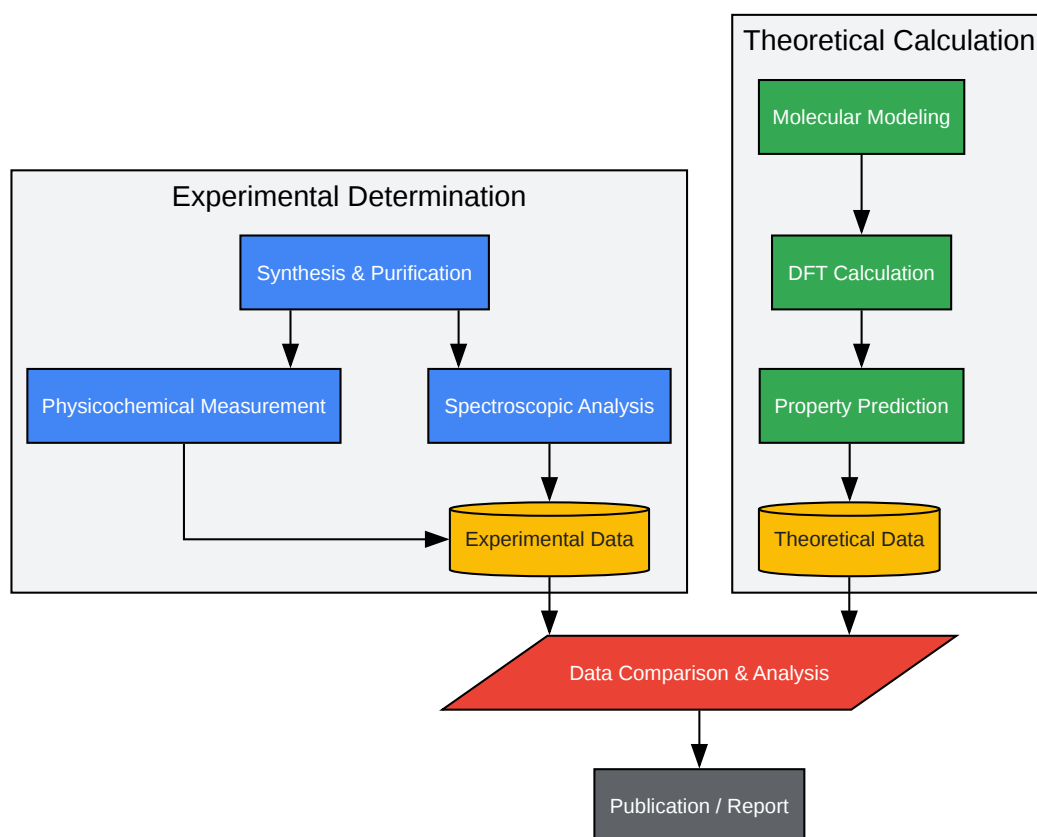 Theoretical Calculation
Molecular Modeling
Experimental Determination
Synthesis & Purification
DFT Calculation
Physicochemical Measurement
Spectroscopic Analysis
Property Prediction
Experimental Data
Theoretical Data
Data Comparison & Analysis
Publication / Report